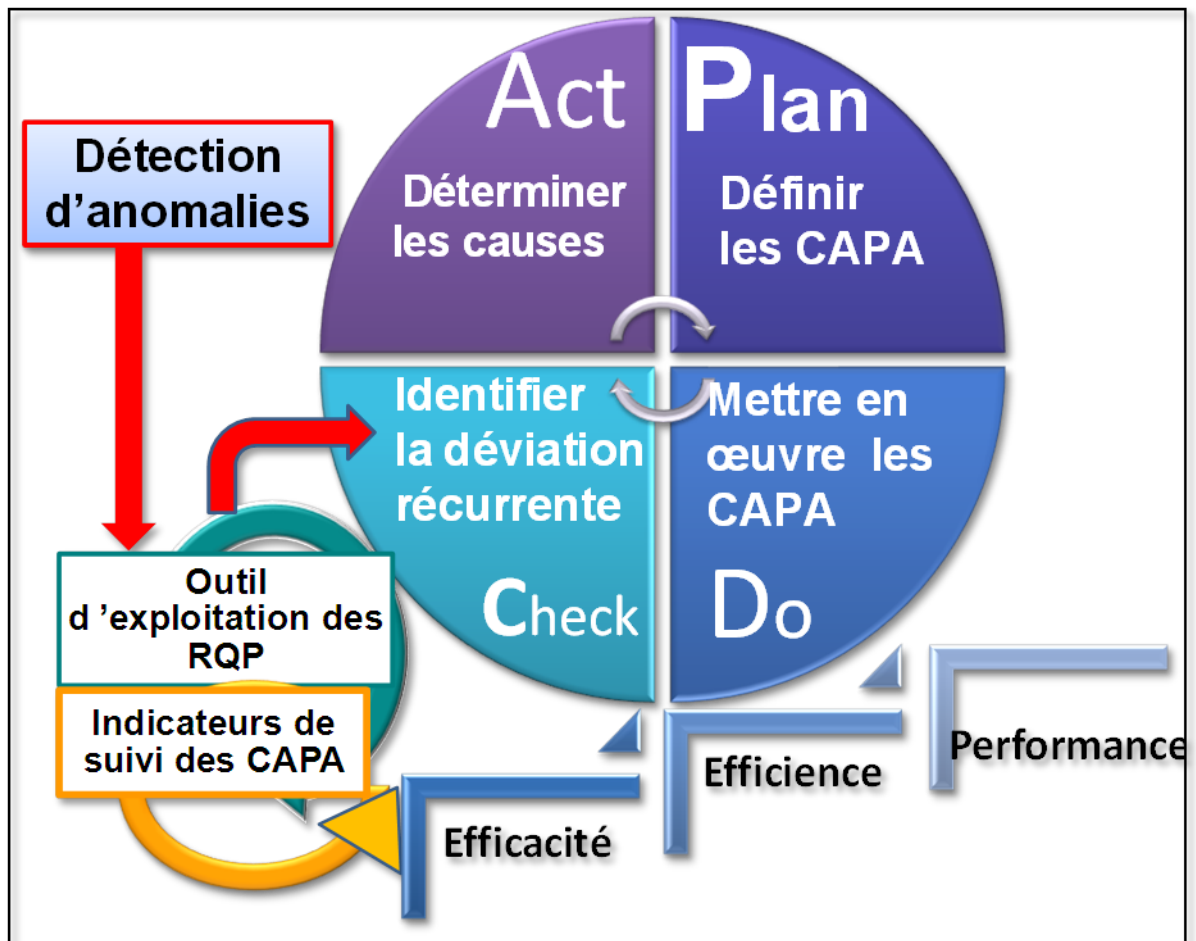 Détection
d'anomalies
Act
Déterminer
les causes
Plan
Définir
les CAPA
Identifier
la déviation
récurrente
Check
Mettre en
œuvre les
CAPA
Do
Outil
d 'exploitation des
RQP
Indicateurs de
suivi des CAPA
Efficacité
Efficience
Performance